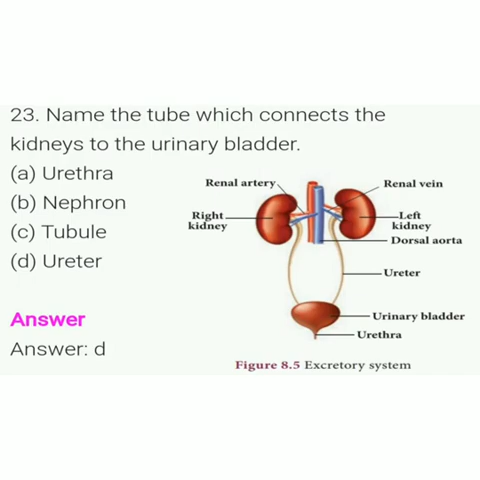 23. Name the tube which connects the
kidneys to the urinary bladder.
(a) Urethra
(b) Nephron
(c) Tubule
(d) Ureter
Answer
Answer: d
Renal artery
Renal vein
Right
kidney
Left
kidney
Dorsal aorta
Ureter
Urinary bladder
Urethra
Figure 8.5 Excretory system